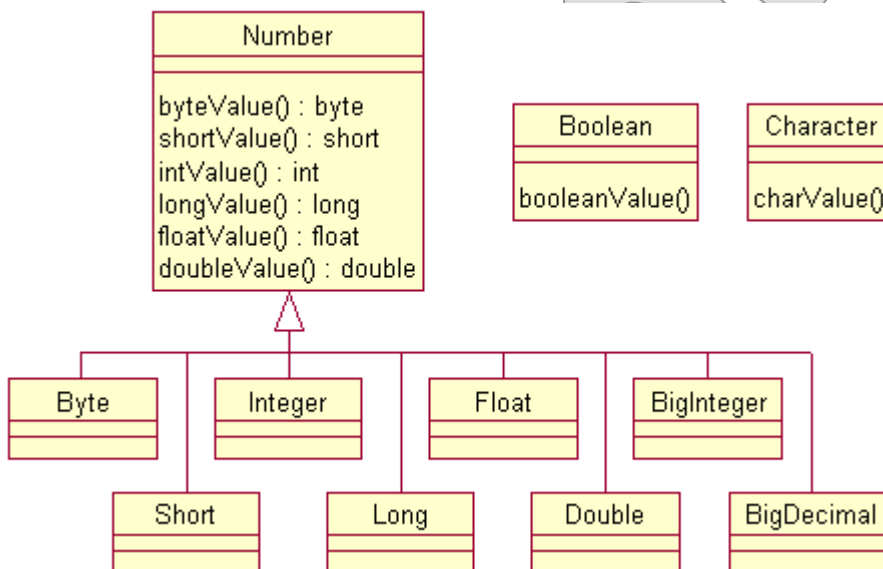 Number
byteValue() : byte
shortValue() : short
intValue() : int
longValue() : long
floatValue() : float
doubleValue() : double
Boolean
booleanValue()
Character
charValue()
Byte
Integer
Float
BigInteger
Short
Long
Double
BigDecimal